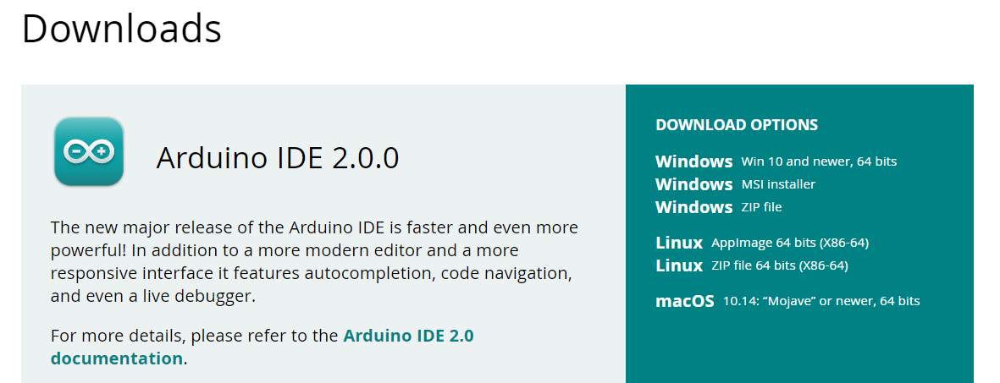 Downloads
Arduino IDE 2.0.0
The new major release of the Arduino IDE is faster and even more
powerful! In addition to a more modern editor and a more
responsive interface it features autocompletion, code navigation,
and even a live debugger.
For more details, please refer to the Arduino IDE 2.0
documentation.
DOWNLOAD OPTIONS
Windows Win 10 and newer, 64 bits
Windows MSI installer
Windows ZIP file
Linux AppImage 64 bits (X86-64)
Linux ZIP file 64 bits (X86-64)
macOS 10.14: “Mojave” or newer, 64 bits